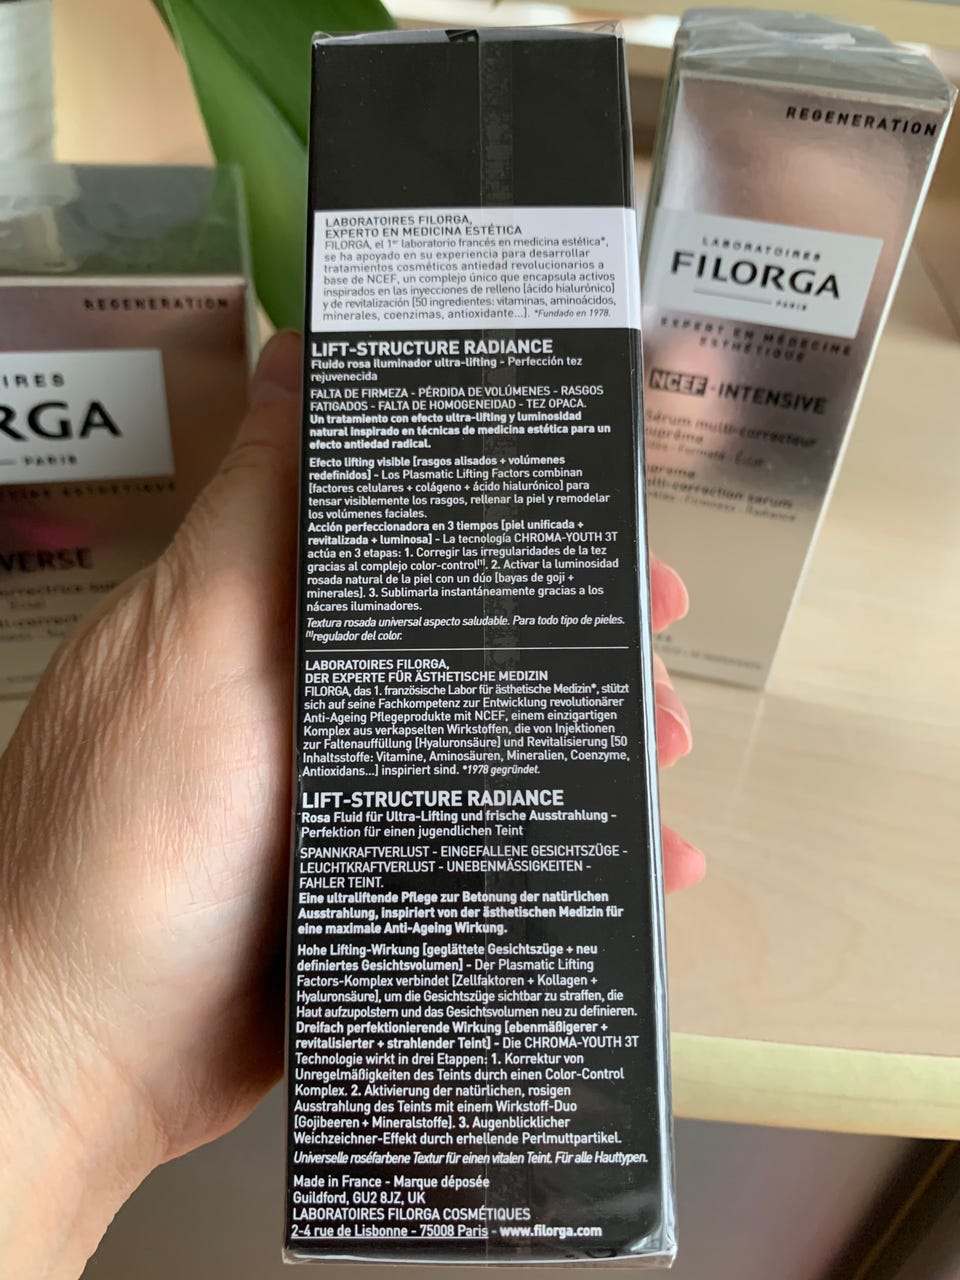 LABORATOIRES FILORGA,
EXPERTO EN MEDICINA ESTÉTICA
FILORGA, el 1er laboratorio francés en medicina estética*,
se ha apoyado en su experiencia para desarrollar
tratamientos cosméticos antiedad revolucionarios a
base de NCEF, un complejo único que encapsula activos
inspirados en las inyecciones de relleno [ácido hialurónico]
y de revitalización [50 ingredientes: vitaminas, aminoácidos,
minerales, coenzimas, antioxidante...]. *Fundado en 1978.
LIFT-STRUCTURE RADIANCE
Fluido rosa iluminador ultra-lifting - Perfección tez
rejuvenecida
FALTA DE FIRMEZA - PÉRDIDA DE VOLÚMENES - RASGOS
FATIGADOS - FALTA DE HOMOGENEIDAD - TEZ OPACA.
Un tratamiento con efecto ultra-lifting y luminosidad
natural inspirado en técnicas de medicina estética para un
efecto antiedad radical.
Efecto lifting visible [rasgos alisados + volúmenes
redefinidos] - Los Plasmatic Lifting Factors combinan
[factores celulares + colágeno + ácido hialurónico] para
tensar visiblemente los rasgos, rellenar la piel y remodelar
los volúmenes faciales.
Acción perfeccionadora en 3 tiempos [piel unificada +
revitalizada + luminosa] - La tecnología CHROMA-YOUTH 3T
actúa en 3 etapas: 1. Corregir las irregularidades de la tez
gracias al complejo color-control[1]. 2. Activar la luminosidad
rosada natural de la piel con un dúo [bayas de goji +
minerales]. 3. Sublimarla instantáneamente gracias a los
nácares iluminadores.
Textura rosada universal aspecto saludable. Para todo tipo de pieles.
[1]regulador del color.
LABORATOIRES FILORGA,
DER EXPERTE FÜR ÄSTHETISCHE MEDIZIN
FILORGA, das 1. französische Labor für ästhetische Medizin*, stützt
sich auf seine Fachkompetenz zur Entwicklung revolutionärer
Anti-Ageing Pflegeprodukte mit NCEF, einem einzigartigen
Komplex aus verkapselten Wirkstoffen, die von Injektionen
zur Faltenauffüllung [Hyaluronsäure] und Revitalisierung [50
Inhaltsstoffe: Vitamine, Aminosäuren, Mineralien, Coenzyme,
Antioxidans...] inspiriert sind. *1978 gegründet.
LIFT-STRUCTURE RADIANCE
Rosa Fluid für Ultra-Lifting und frische Ausstrahlung -
Perfektion für einen jugendlichen Teint
SPANNKRAFTVERLUST - EINGEFALLENE GESICHTSZÜGE -
LEUCHTKRAFTVERLUST - UNEBENMÄSSIGKEITEN -
FAHLER TEINT.
Eine ultraliftende Pflege zur Betonung der natürlichen
Ausstrahlung, inspiriert von der ästhetischen Medizin für
eine maximale Anti-Ageing Wirkung.
Hohe Lifting-Wirkung [geglättete Gesichtszüge + neu
definiertes Gesichtsvolumen] - Der Plasmatic Lifting
Factors-Komplex verbindet [Zellfaktoren + Kollagen +
Hyaluronsäure], um die Gesichtszüge sichtbar zu straffen, die
Haut aufzupolstern und das Gesichtsvolumen neu zu definieren.
Dreifach perfektionierende Wirkung [ebenmäßigerer +
revitalisierter + strahlender Teint] - Die CHROMA-YOUTH 3T
Technologie wirkt in drei Etappen: 1. Korrektur von
Unregelmäßigkeiten des Teints durch einen Color-Control
Komplex. 2. Aktivierung der natürlichen, rosigen
Ausstrahlung des Teints mit einem Wirkstoff-Duo
[Gojibeeren + Mineralstoffe]. 3. Augenblicklicher
Weichzeichner-Effekt durch erhellende Perlmuttpartikel.
Universelle roséfarbene Textur für einen vitalen Teint. Für alle Hauttypen.
Made in France - Marque déposée
Guildford, GU2 8JZ, UK
LABORATOIRES FILORGA COSMÉTIQUES
2-4 rue de Lisbonne - 75008 Paris - www.filorga.com
REGENERATION
LABORATOIRES
FILORGA
PARIS
EXPERT EN MÉDECINE
ESTHÉTIQUE
NCEF-INTENSIVE
Sérum multi-correcteur
suprême
Fermeté - Éclat
supreme
multi-correction serum
Firmness - Radiance
REGENERATION
OIRES
RGA
PARIS
VERSE